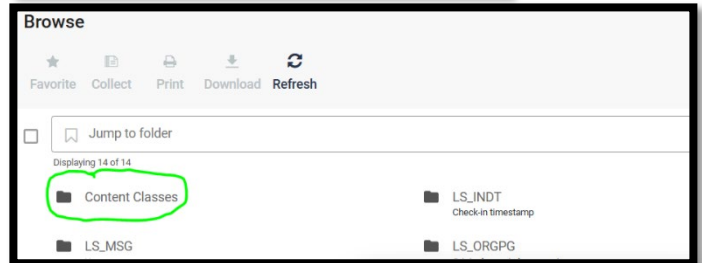 Browse
Favorite Collect Print Download Refresh
Jump to folder
Displaying 14 of 14
Content Classes LS_INDT
Check-in timestamp
LS_MSG LS_ORGPG